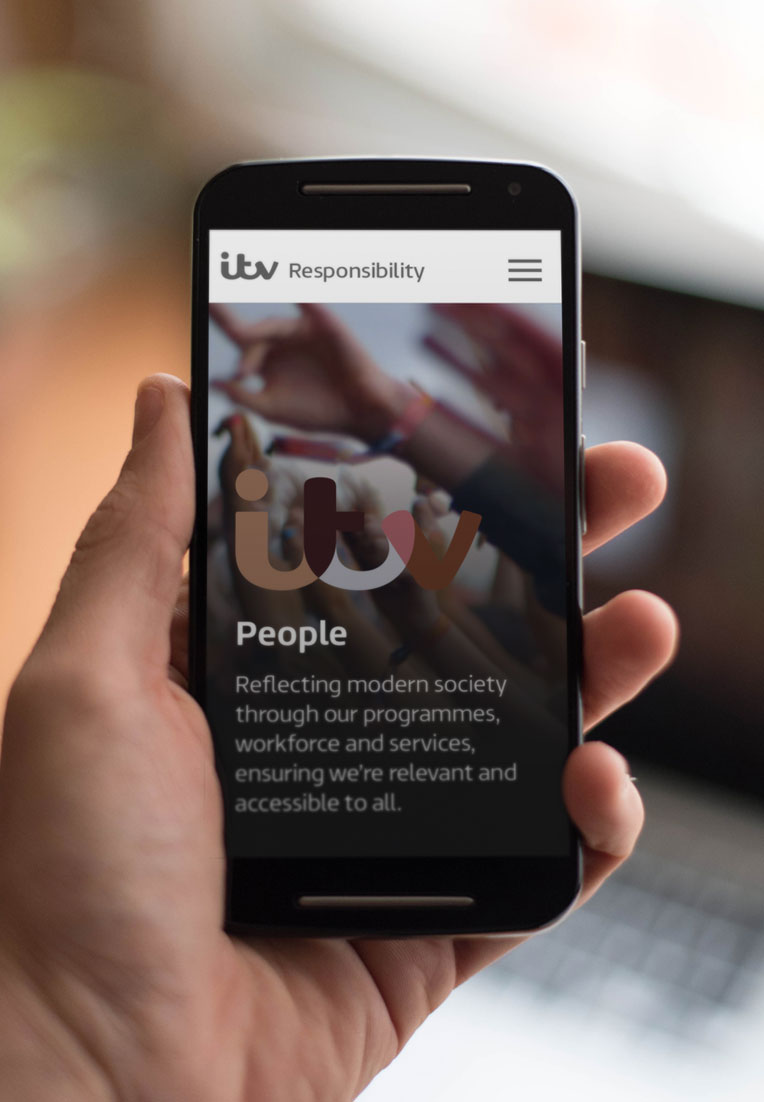 itv Responsibility
itv
People
Reflecting modern society
through our programmes,
workforce and services,
ensuring we're relevant and
accessible to all.